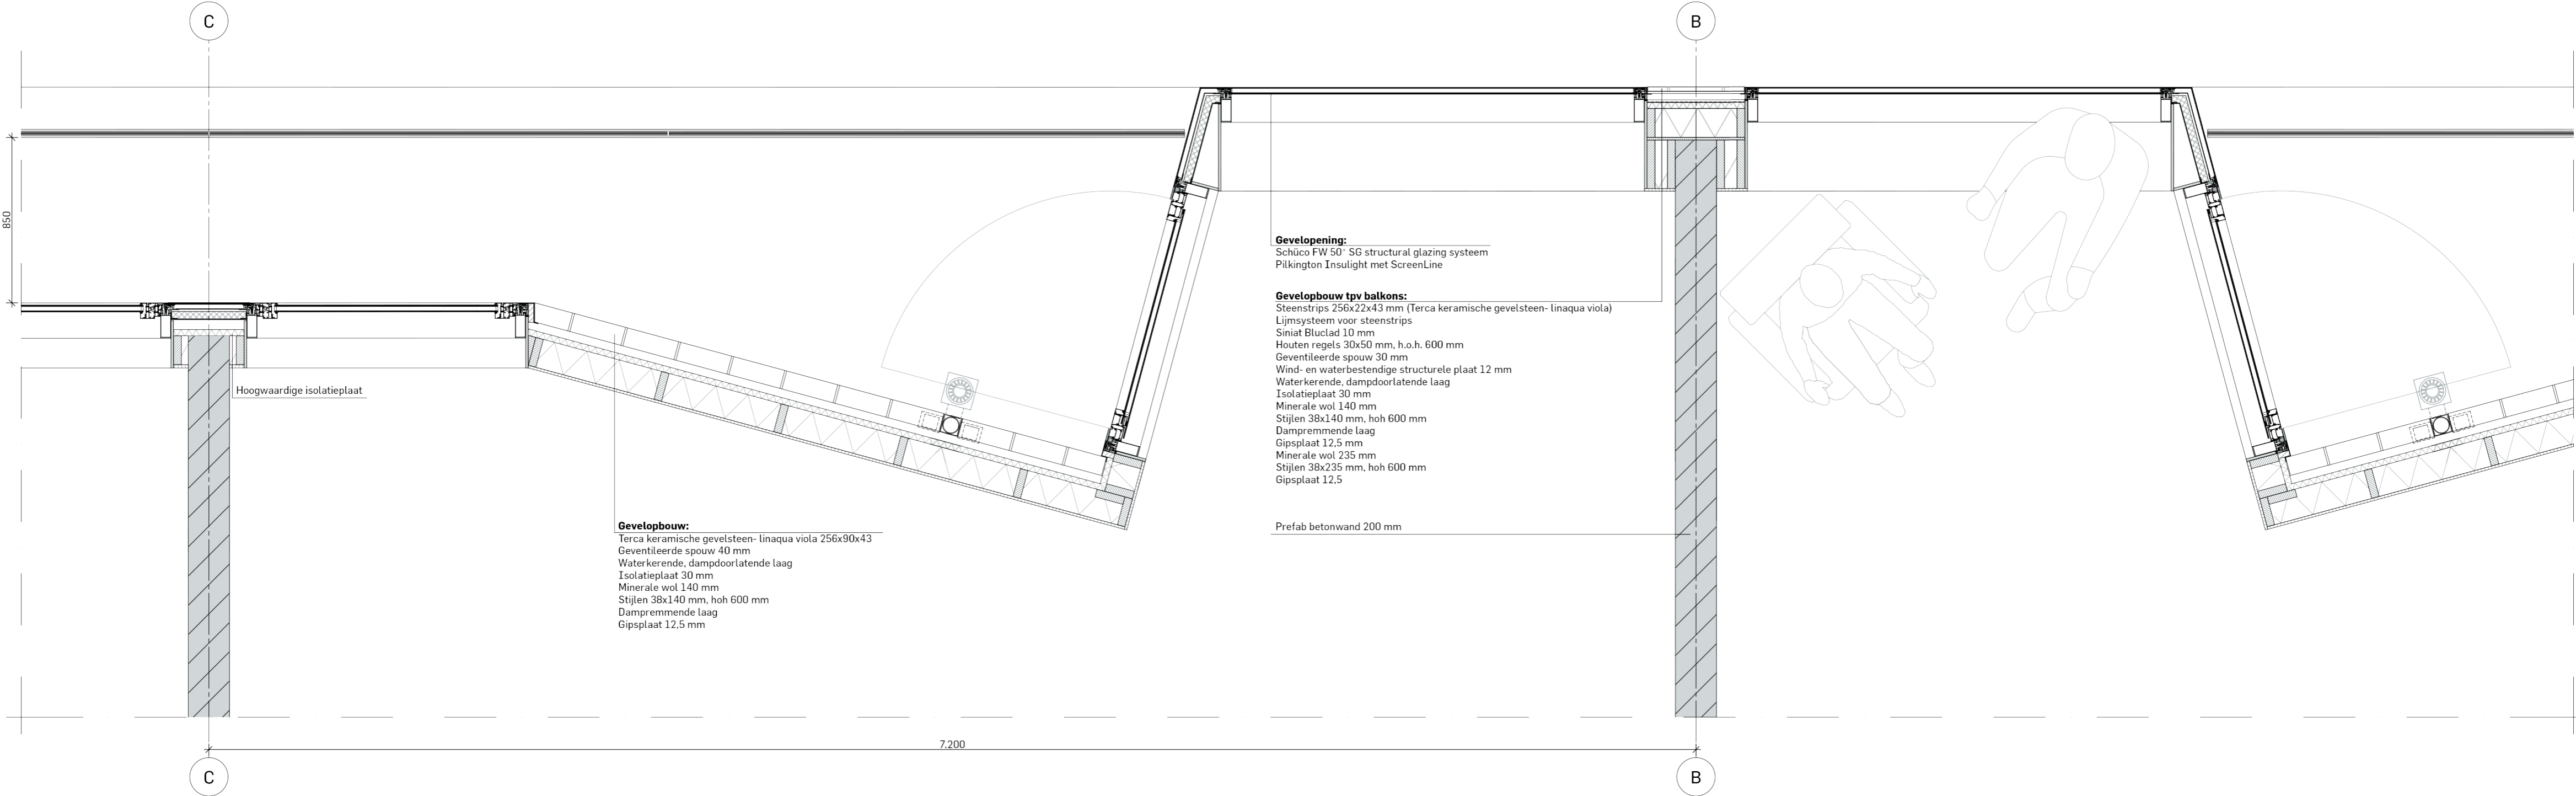 C
B
850
Hoogwaardige isolatieplaat
Gevelopbouw:
Terca keramische gevelsteen- linaqua viola 256x90x43
Geventileerde spouw 40 mm
Waterkerende, dampdoorlatende laag
Isolatieplaat 30 mm
Minerale wol 140 mm
Stijlen 38x140 mm, hoh 600 mm
Dampremmende laag
Gipsplaat 12,5 mm
Gevelopening:
Schüco FW 50⁺ SG structural glazing systeem
Pilkington Insulight met ScreenLine
Gevelopbouw tpv balkons:
Steenstrips 256x22x43 mm (Terca keramische gevelsteen- linaqua viola)
Lijmsysteem voor steenstrips
Siniat Bluclad 10 mm
Houten regels 30x50 mm, h.o.h. 600 mm
Geventileerde spouw 30 mm
Wind- en waterbestendige structurele plaat 12 mm
Waterkerende, dampdoorlatende laag
Isolatieplaat 30 mm
Minerale wol 140 mm
Stijlen 38x140 mm, hoh 600 mm
Dampremmende laag
Gipsplaat 12,5 mm
Minerale wol 235 mm
Stijlen 38x235 mm, hoh 600 mm
Gipsplaat 12,5
Prefab betonwand 200 mm
7.200
C
B